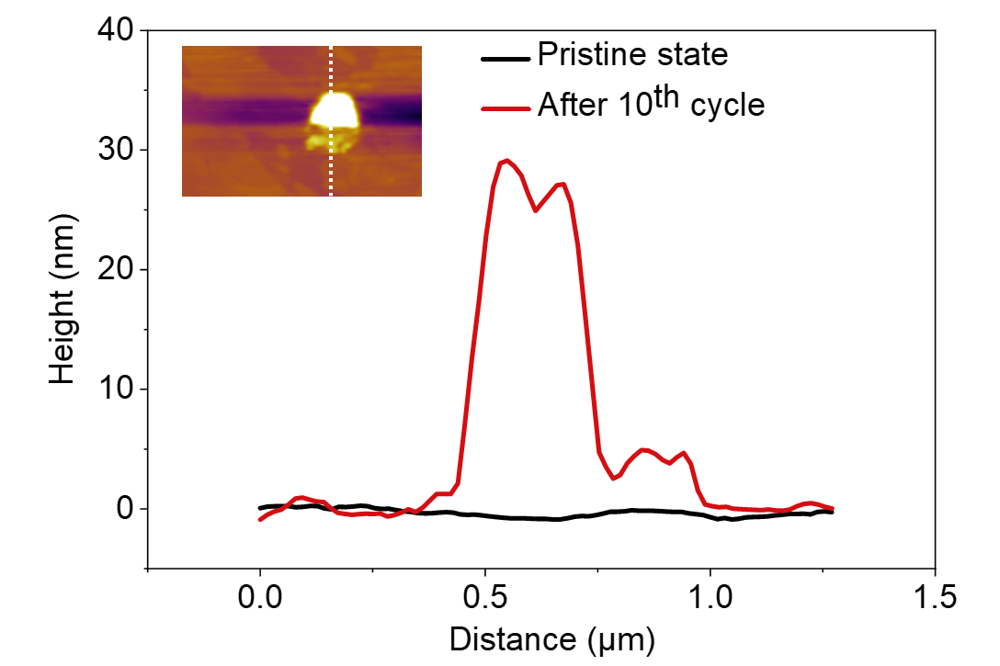 Pristine state
After 10th cycle
40
30
20
10
0
Height (nm)
0.0 0.5 1.0 1.5
Distance (μm)